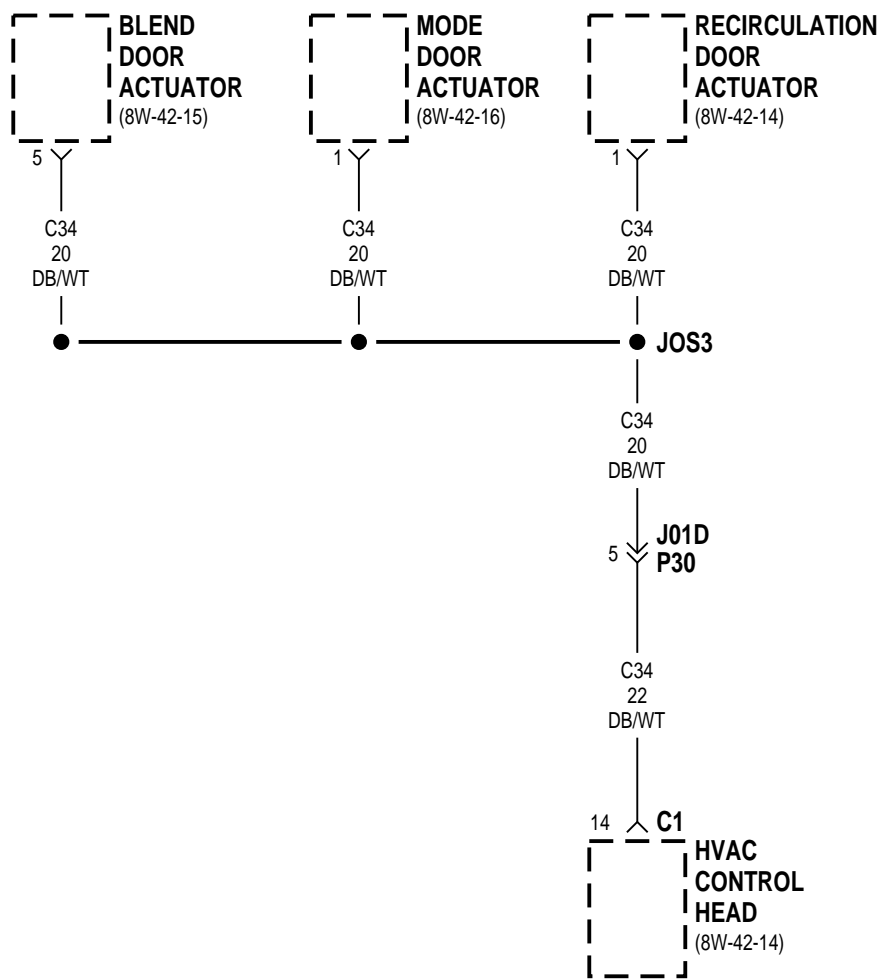 BLEND
DOOR
ACTUATOR
(8W-42-15)
MODE
DOOR
ACTUATOR
(8W-42-16)
RECIRCULATION
DOOR
ACTUATOR
(8W-42-14)
5
1
1
C34
20
DB/WT
C34
20
DB/WT
C34
20
DB/WT
JOS3
C34
20
DB/WT
5
J01D
P30
C34
22
DB/WT
14
C1
HVAC
CONTROL
HEAD
(8W-42-14)